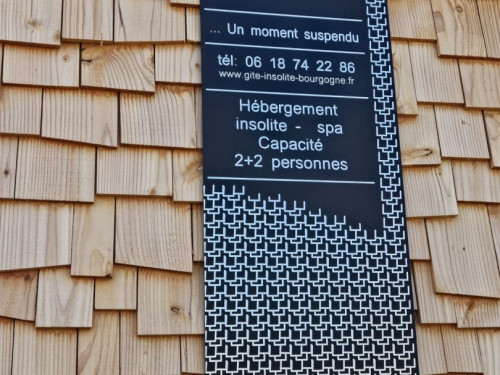 ... Un moment suspendu
tél: 06 18 74 22 86
www.gite-insolite-bourgogne.fr
Hébergement
insolite - spa
Capacité
2+2 personnes